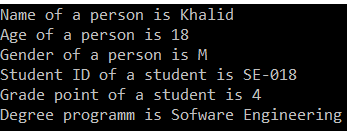 Name of a person is Khalid
Age of a person is 18
Gender of a person is M
Student ID of a student is SE-018
Grade point of a student is 4
Degree programm is Sofware Engineering